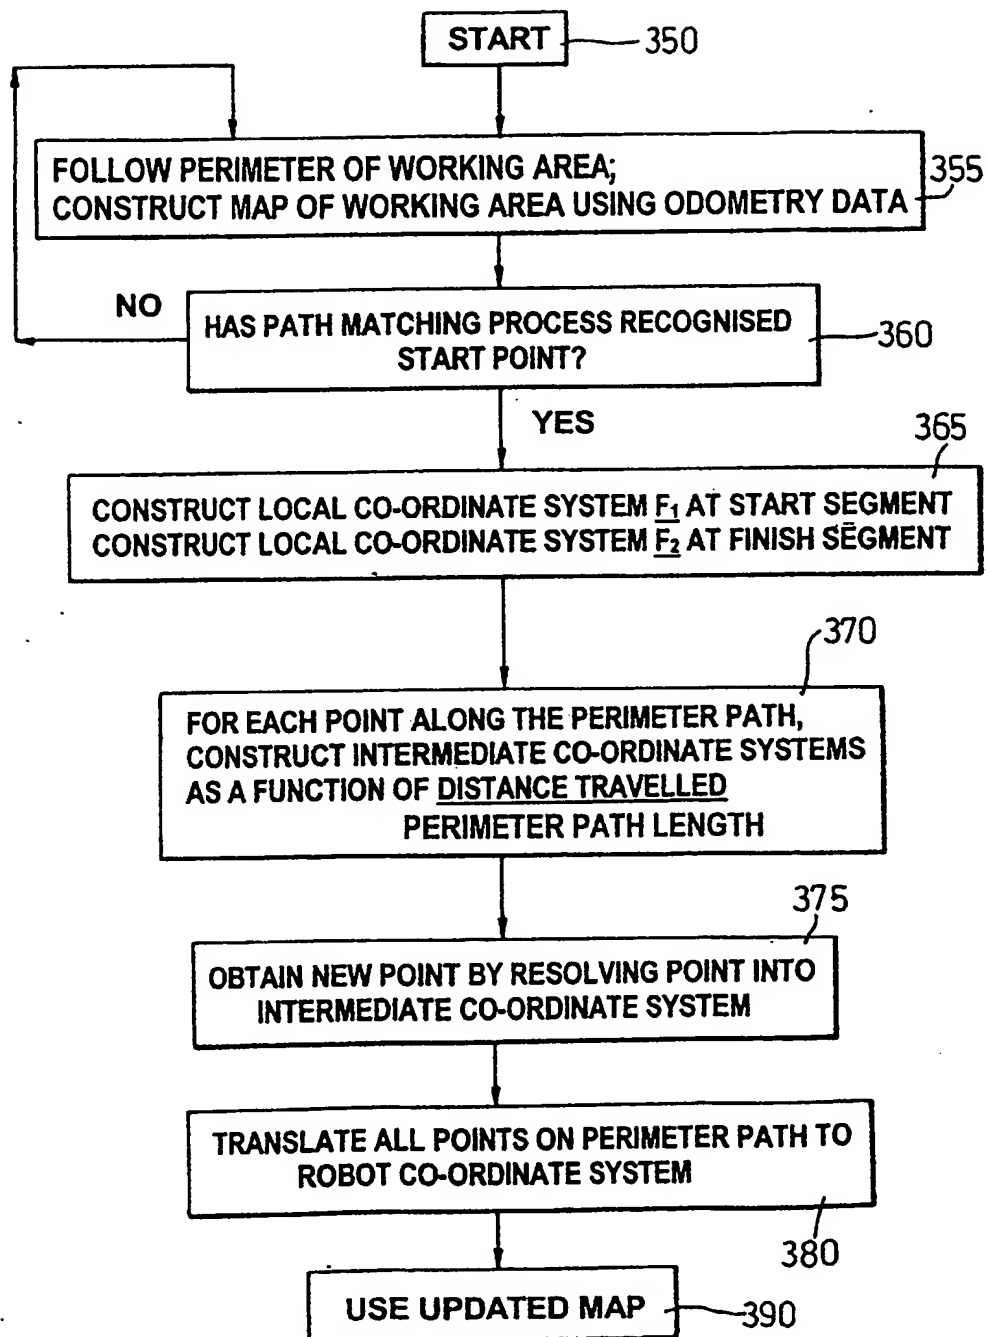 START
350
FOLLOW PERIMETER OF WORKING AREA;
CONSTRUCT MAP OF WORKING AREA USING ODOMETRY DATA
355
NO
HAS PATH MATCHING PROCESS RECOGNISED
START POINT?
360
YES
365
CONSTRUCT LOCAL CO-ORDINATE SYSTEM F1 AT START SEGMENT
CONSTRUCT LOCAL CO-ORDINATE SYSTEM F2 AT FINISH SEGMENT
370
FOR EACH POINT ALONG THE PERIMETER PATH,
CONSTRUCT INTERMEDIATE CO-ORDINATE SYSTEMS
AS A FUNCTION OF DISTANCE TRAVELLED
PERIMETER PATH LENGTH
375
OBTAIN NEW POINT BY RESOLVING POINT INTO
INTERMEDIATE CO-ORDINATE SYSTEM
TRANSLATE ALL POINTS ON PERIMETER PATH TO
ROBOT CO-ORDINATE SYSTEM
380
USE UPDATED MAP
390